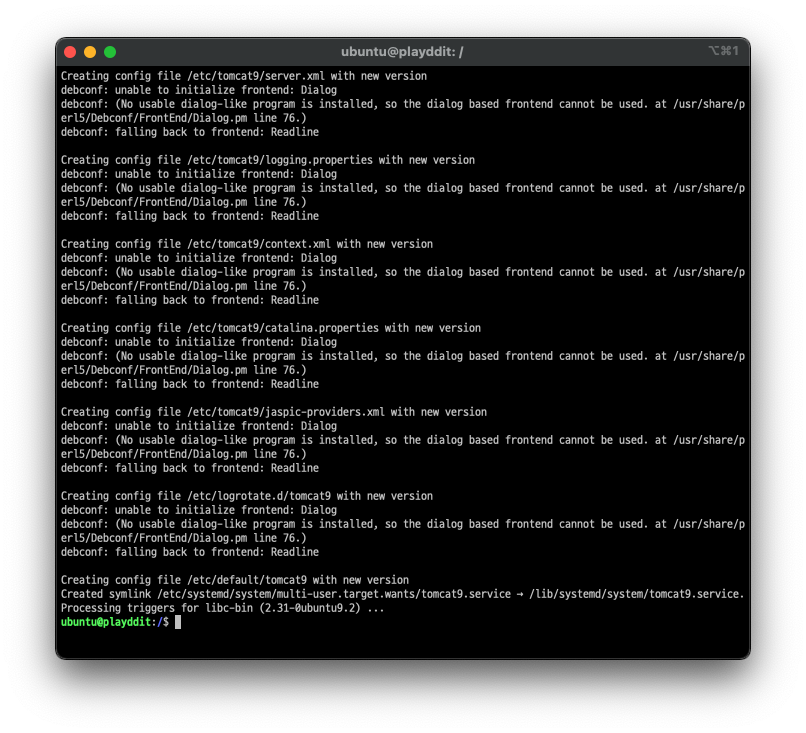 ubuntu@playddit: /
⌥⌘1
Creating config file /etc/tomcat9/server.xml with new version
debconf: unable to initialize frontend: Dialog
debconf: (No usable dialog-like program is installed, so the dialog based frontend cannot be used. at /usr/share/p
erl5/Debconf/FrontEnd/Dialog.pm line 76.)
debconf: falling back to frontend: Readline
Creating config file /etc/tomcat9/logging.properties with new version
debconf: unable to initialize frontend: Dialog
debconf: (No usable dialog-like program is installed, so the dialog based frontend cannot be used. at /usr/share/p
erl5/Debconf/FrontEnd/Dialog.pm line 76.)
debconf: falling back to frontend: Readline
Creating config file /etc/tomcat9/context.xml with new version
debconf: unable to initialize frontend: Dialog
debconf: (No usable dialog-like program is installed, so the dialog based frontend cannot be used. at /usr/share/p
erl5/Debconf/FrontEnd/Dialog.pm line 76.)
debconf: falling back to frontend: Readline
Creating config file /etc/tomcat9/catalina.properties with new version
debconf: unable to initialize frontend: Dialog
debconf: (No usable dialog-like program is installed, so the dialog based frontend cannot be used. at /usr/share/p
erl5/Debconf/FrontEnd/Dialog.pm line 76.)
debconf: falling back to frontend: Readline
Creating config file /etc/tomcat9/jaspic-providers.xml with new version
debconf: unable to initialize frontend: Dialog
debconf: (No usable dialog-like program is installed, so the dialog based frontend cannot be used. at /usr/share/p
erl5/Debconf/FrontEnd/Dialog.pm line 76.)
debconf: falling back to frontend: Readline
Creating config file /etc/logrotate.d/tomcat9 with new version
debconf: unable to initialize frontend: Dialog
debconf: (No usable dialog-like program is installed, so the dialog based frontend cannot be used. at /usr/share/p
erl5/Debconf/FrontEnd/Dialog.pm line 76.)
debconf: falling back to frontend: Readline
Creating config file /etc/default/tomcat9 with new version
Created symlink /etc/systemd/system/multi-user.target.wants/tomcat9.service → /lib/systemd/system/tomcat9.service.
Processing triggers for libc-bin (2.31-0ubuntu9.2) ...
ubuntu@playddit:/$